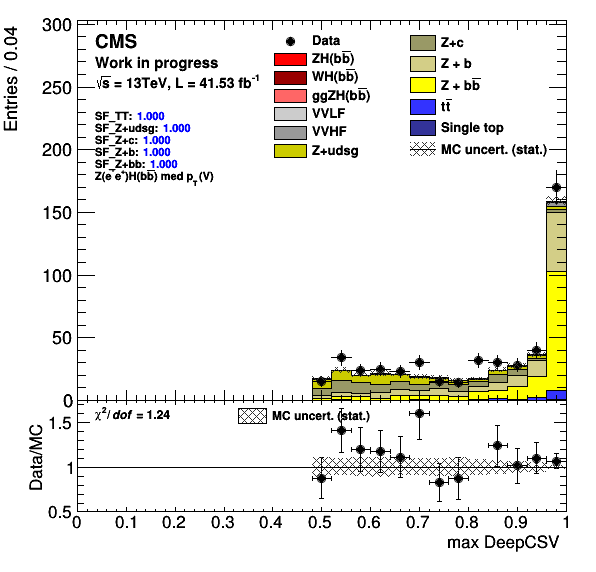 CMS
Work in progress
√s = 13TeV, L = 41.53 fb⁻¹
SF_TT: 1.000
SF_Z+udsg: 1.000
SF_Z+c: 1.000
SF_Z+b: 1.000
SF_Z+bb: 1.000
Z(e⁻e⁺)H(bb̅) med p_T(V)
Data
ZH(bb̅)
WH(bb̅)
ggZH(bb̅)
VVLF
VVHF
Z+udsg
Z+c
Z + b
Z + bb̅
tt̅
Single top
MC uncert. (stat.)
Entries / 0.04
300
250
200
150
100
50
0
χ²/ dof = 1.24
MC uncert. (stat.)
Data/MC
1.5
1
0.5
0 0.1 0.2 0.3 0.4 0.5 0.6 0.7 0.8 0.9 1
max DeepCSV